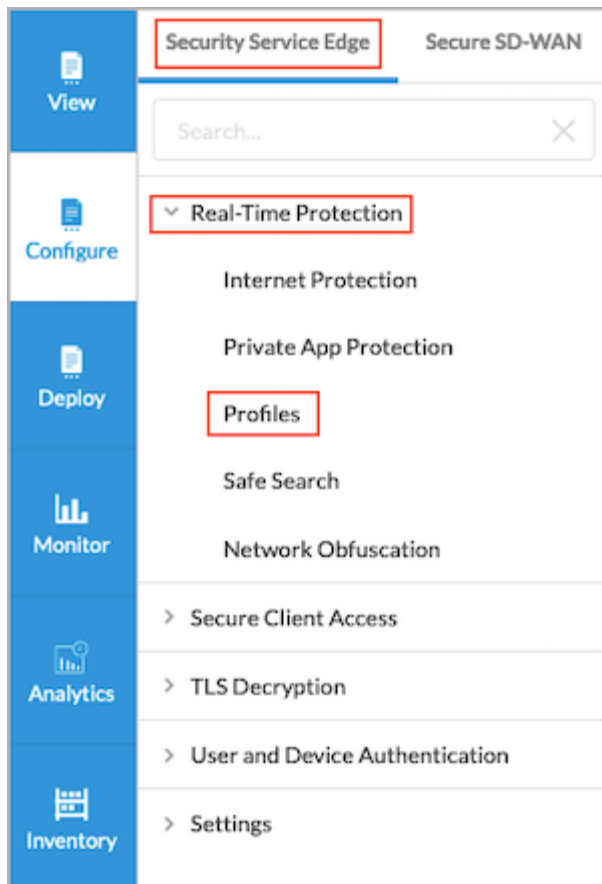 View
Configure
Deploy
Monitor
Analytics
Inventory
Security Service Edge
Secure SD-WAN
Search...
Real-Time Protection
Internet Protection
Private App Protection
Profiles
Safe Search
Network Obfuscation
Secure Client Access
TLS Decryption
User and Device Authentication
Settings